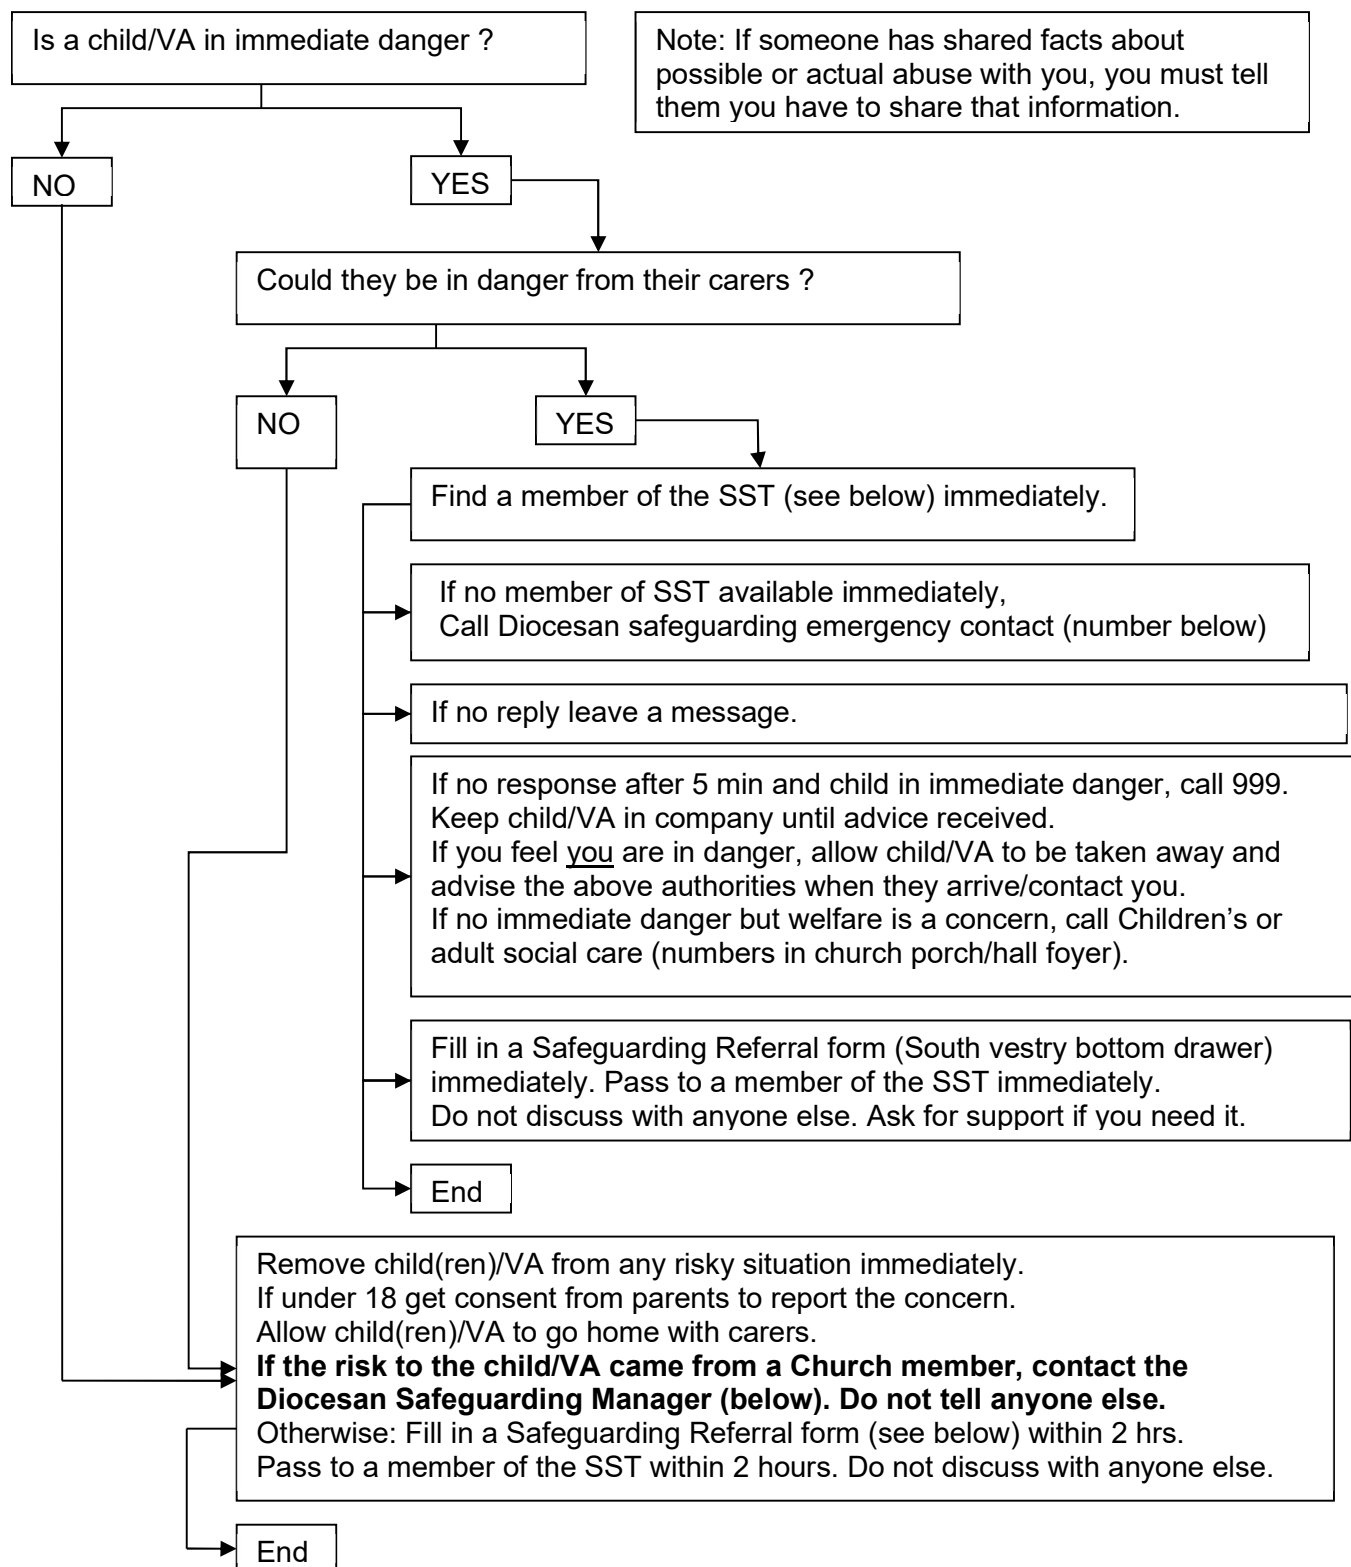 Is a child/VA in immediate danger ?
Note: If someone has shared facts about
possible or actual abuse with you, you must tell
them you have to share that information.
NO
YES
Could they be in danger from their carers ?
NO
YES
Find a member of the SST (see below) immediately.
If no member of SST available immediately,
Call Diocesan safeguarding emergency contact (number below)
If no reply leave a message.
If no response after 5 min and child in immediate danger, call 999.
Keep child/VA in company until advice received.
If you feel you are in danger, allow child/VA to be taken away and
advise the above authorities when they arrive/contact you.
If no immediate danger but welfare is a concern, call Children’s or
adult social care (numbers in church porch/hall foyer).
Fill in a Safeguarding Referral form (South vestry bottom drawer)
immediately. Pass to a member of the SST immediately.
Do not discuss with anyone else. Ask for support if you need it.
End
Remove child(ren)/VA from any risky situation immediately.
If under 18 get consent from parents to report the concern.
Allow child(ren)/VA to go home with carers.
If the risk to the child/VA came from a Church member, contact the
Diocesan Safeguarding Manager (below). Do not tell anyone else.
Otherwise: Fill in a Safeguarding Referral form (see below) within 2 hrs.
Pass to a member of the SST within 2 hours. Do not discuss with anyone else.
End